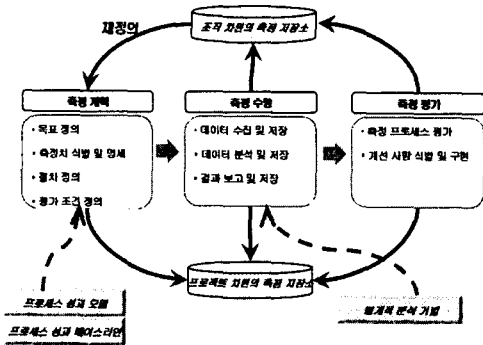 재정의
조직 차원의 측정 저장소
측정 계획
측정 수행
측정 평가
• 목표 정의
• 측정치 식별 및 명세
• 절차 정의
• 평가 조건 정의
• 데이터 수집 및 저장
• 데이터 분석 및 저장
• 결과 보고 및 저장
• 측정 프로세스 평가
• 개선 사항 식별 및 구현
프로젝트 차원의 측정 저장소
프로세스 성과 모델
프로세스 성과 베이스라인
통계적 분석 기법